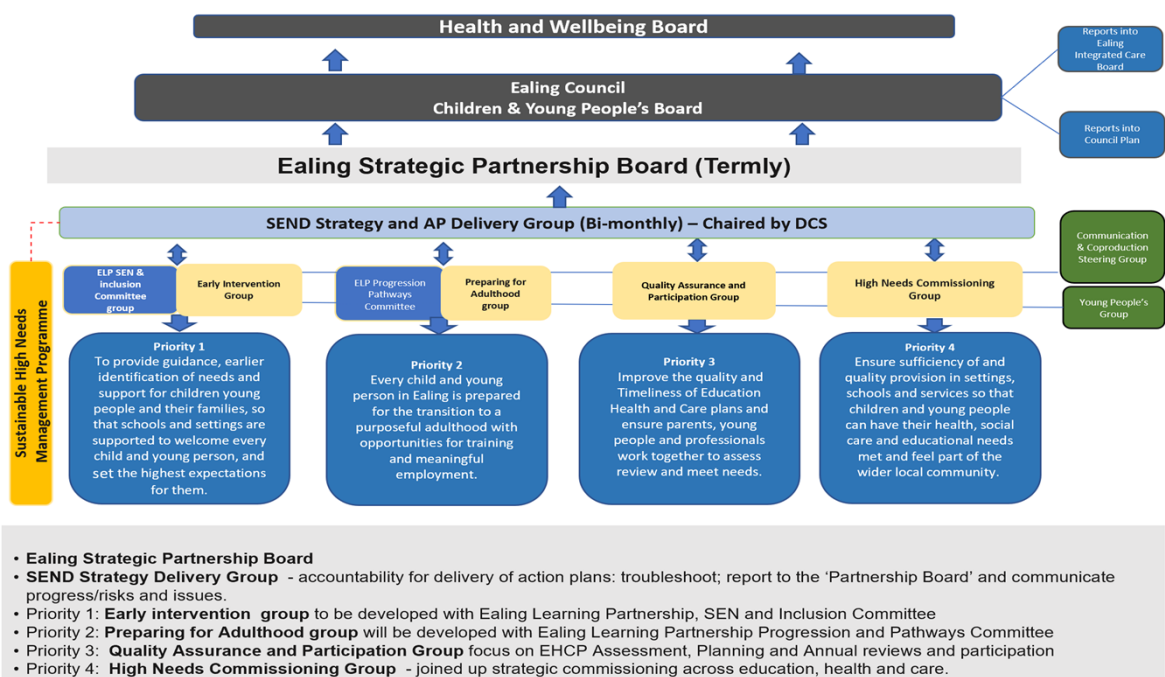 Health and Wellbeing Board
Reports into
Ealing
Integrated Care
Board
Ealing Council
Children & Young People's Board
Reports into
Council Plan
Ealing Strategic Partnership Board (Termly)
SEND Strategy and AP Delivery Group (Bi-monthly) – Chaired by DCS
Communication
& Coproduction
Steering Group
Young People's
Group
Sustainable High Needs
Management Programme
ELP SEN &
inclusion
Committee
group
Early Intervention
Group
ELP Progression
Pathways
Committee
Preparing for
Adulthood
group
Quality Assurance and
Participation Group
High Needs Commissioning
Group
Priority 1
To provide guidance, earlier
identification of needs and
support for children young
people and their families, so
that schools and settings are
supported to welcome every
child and young person, and
set the highest expectations
for them.
Priority 2
Every child and young
person in Ealing is prepared
for the transition to a
purposeful adulthood with
opportunities for training
and meaningful
employment.
Priority 3
Improve the quality and
Timeliness of Education
Health and Care plans and
ensure parents, young
people and professionals
work together to assess
review and meet needs.
Priority 4
Ensure sufficiency of and
quality provision in settings,
schools and services so that
children and young people
can have their health, social
care and educational needs
met and feel part of the
wider local community.
• Ealing Strategic Partnership Board
• SEND Strategy Delivery Group - accountability for delivery of action plans: troubleshoot; report to the 'Partnership Board' and communicate
progress/risks and issues.
• Priority 1: Early intervention group to be developed with Ealing Learning Partnership, SEN and Inclusion Committee
• Priority 2: Preparing for Adulthood group will be developed with Ealing Learning Partnership Progression and Pathways Committee
• Priority 3: Quality Assurance and Participation Group focus on EHCP Assessment, Planning and Annual reviews and participation
• Priority 4: High Needs Commissioning Group - joined up strategic commissioning across education, health and care.